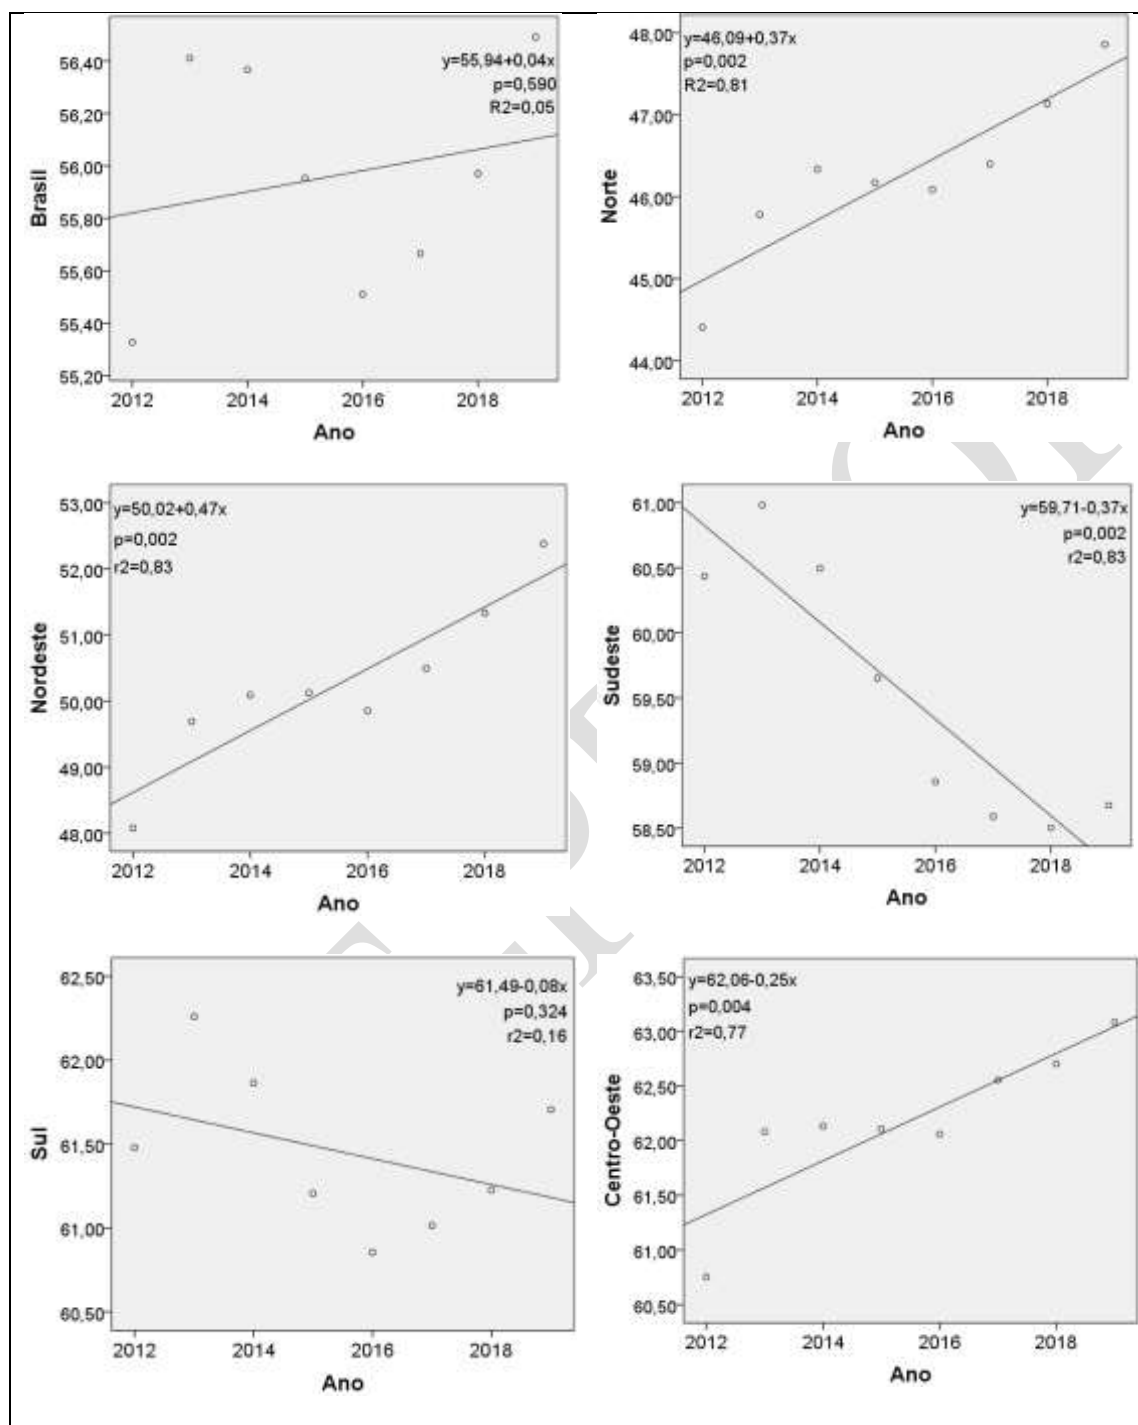 56,40
56,20
56,00
55,80
55,60
55,40
55,20
Brasil
y=55,94+0,04x
p=0,590
R2=0,05
2012 2014 2016 2018
Ano
48,00
47,00
46,00
45,00
44,00
Norte
y=46,09+0,37x
p=0,002
R2=0,81
2012 2014 2016 2018
Ano
53,00
52,00
51,00
50,00
49,00
48,00
Nordeste
y=50,02+0,47x
p=0,002
r2=0,83
2012 2014 2016 2018
Ano
61,00
60,50
60,00
59,50
59,00
58,50
Sudeste
y=59,71-0,37x
p=0,002
r2=0,83
2012 2014 2016 2018
Ano
62,50
62,00
61,50
61,00
60,50
Sul
y=61,49-0,08x
p=0,324
r2=0,16
2012 2014 2016 2018
Ano
63,50
63,00
62,50
62,00
61,50
61,00
60,50
Centro-Oeste
y=62,06-0,25x
p=0,004
r2=0,77
2012 2014 2016 2018
Ano